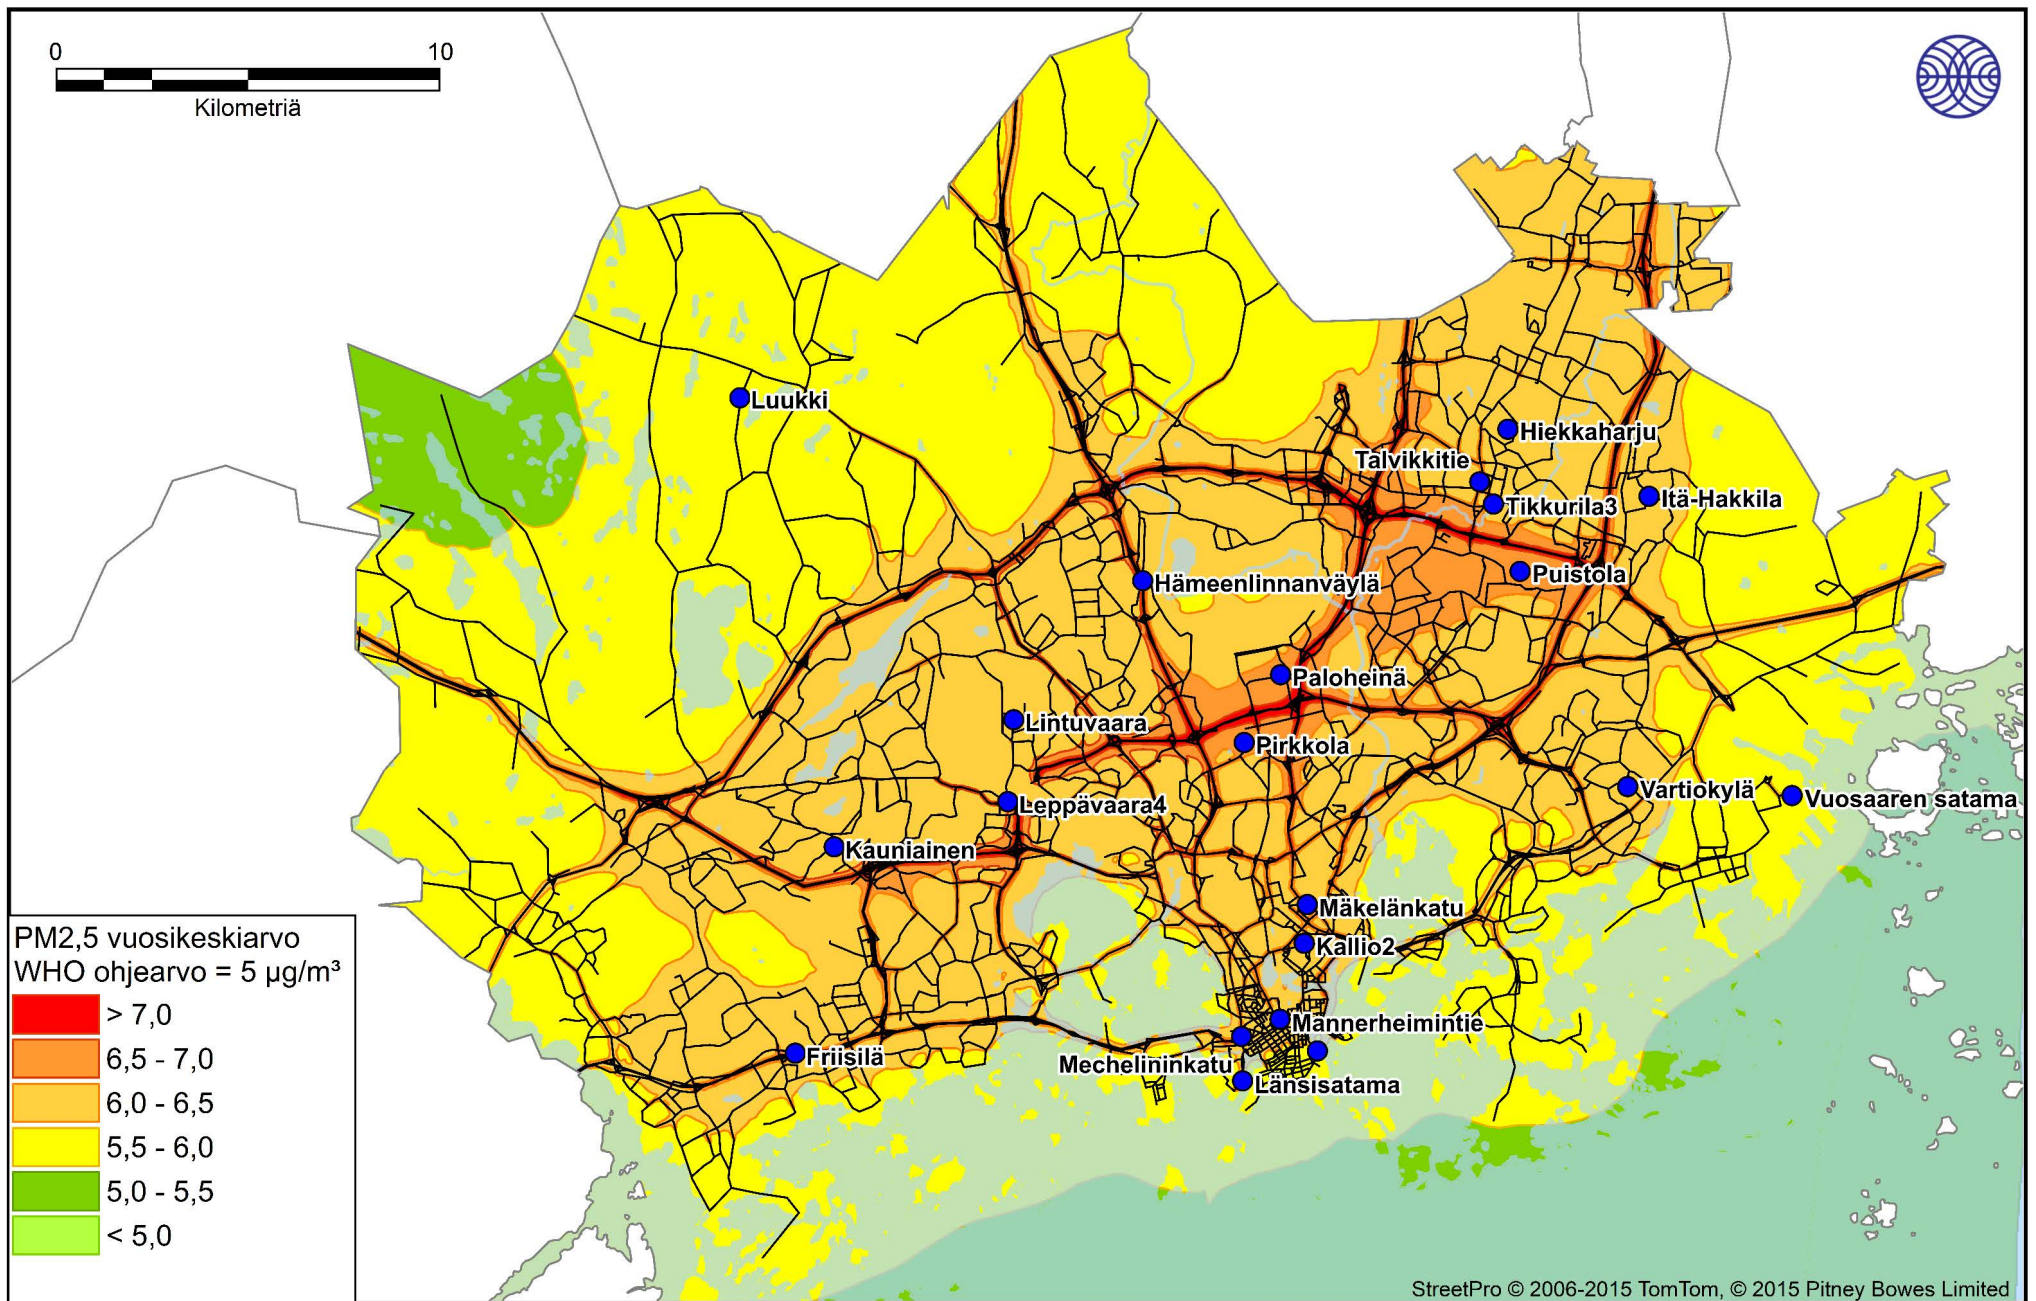 0 10
Kilometriä
Luukki
Hiekkaharju
Talvikkitie
Tikkurila3
Itä-Hakkila
Hämeenlinnanväylä
Puistola
Paloheinä
Lintuvaara
Pirkkola
Leppävaara4
Vartiokylä
Vuosaaren satama
Kauniainen
Mäkelänkatu
Kallio2
Mannerheimintie
Friisilä
Mechelininkatu
Länsisatama
PM2,5 vuosikeskiarvo
WHO ohjearvo = 5 µg/m³
> 7,0
6,5 - 7,0
6,0 - 6,5
5,5 - 6,0
5,0 - 5,5
< 5,0
StreetPro © 2006-2015 TomTom, © 2015 Pitney Bowes Limited